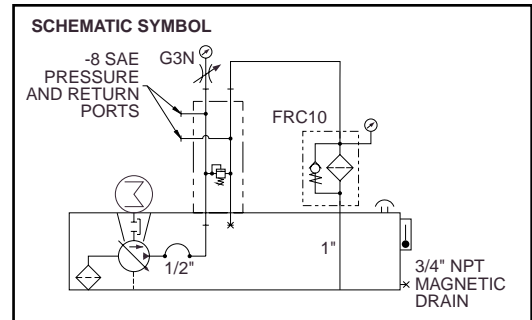 SCHEMATIC SYMBOL
-8 SAE
PRESSURE
AND RETURN
PORTS
G3N
FRC10
M
1/2"
1"
3/4" NPT
MAGNETIC
DRAIN